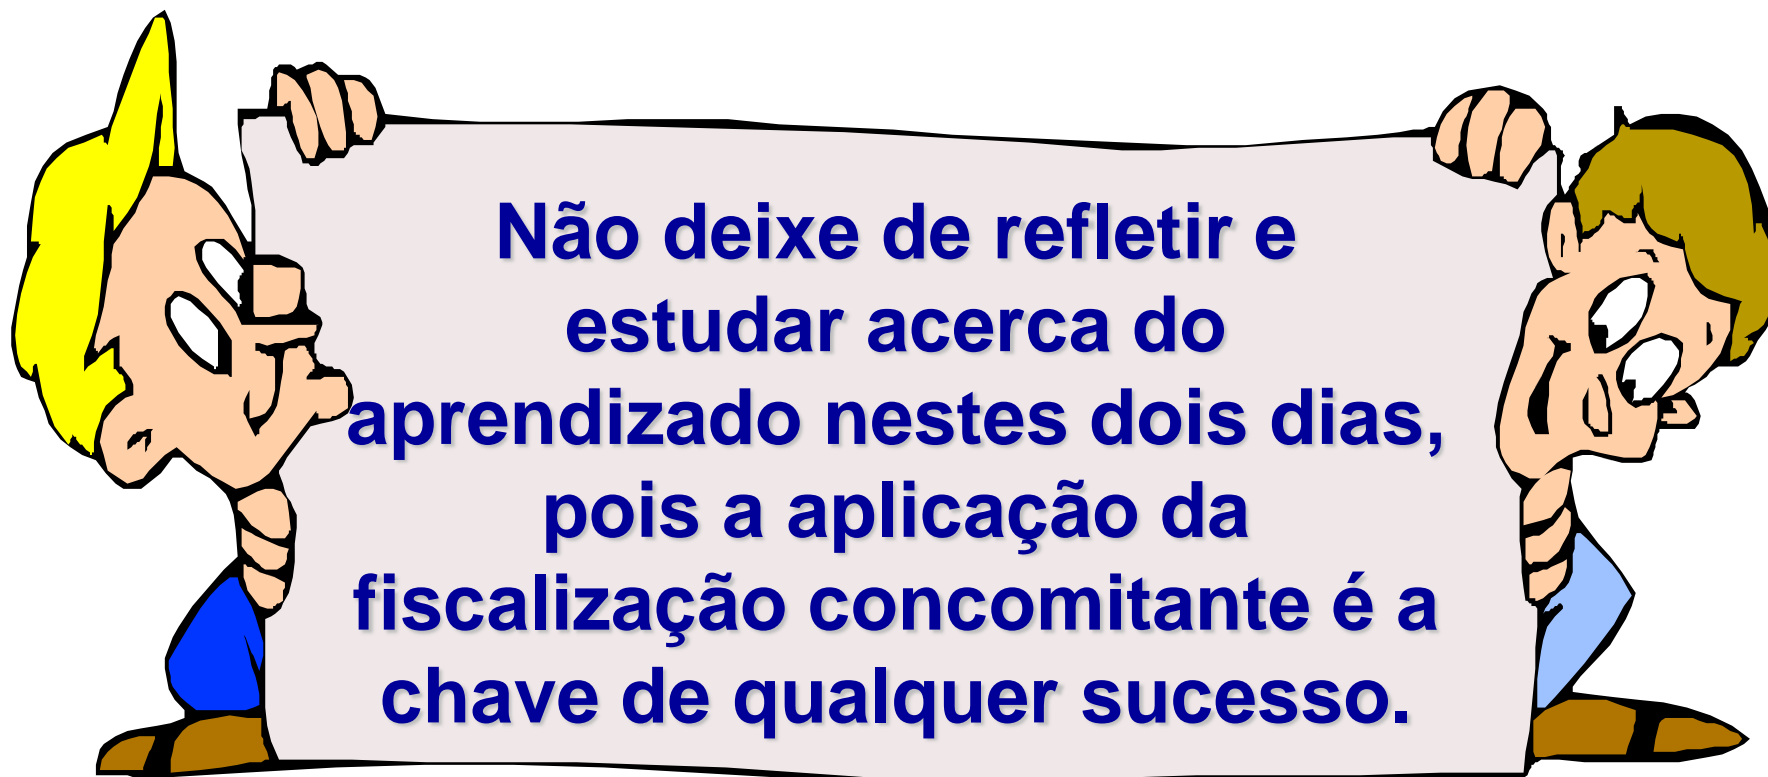 Não deixe de refletir e
estudar acerca do
aprendizado nestes dois dias,
pois a aplicação da
fiscalização concomitante é a
chave de qualquer sucesso.